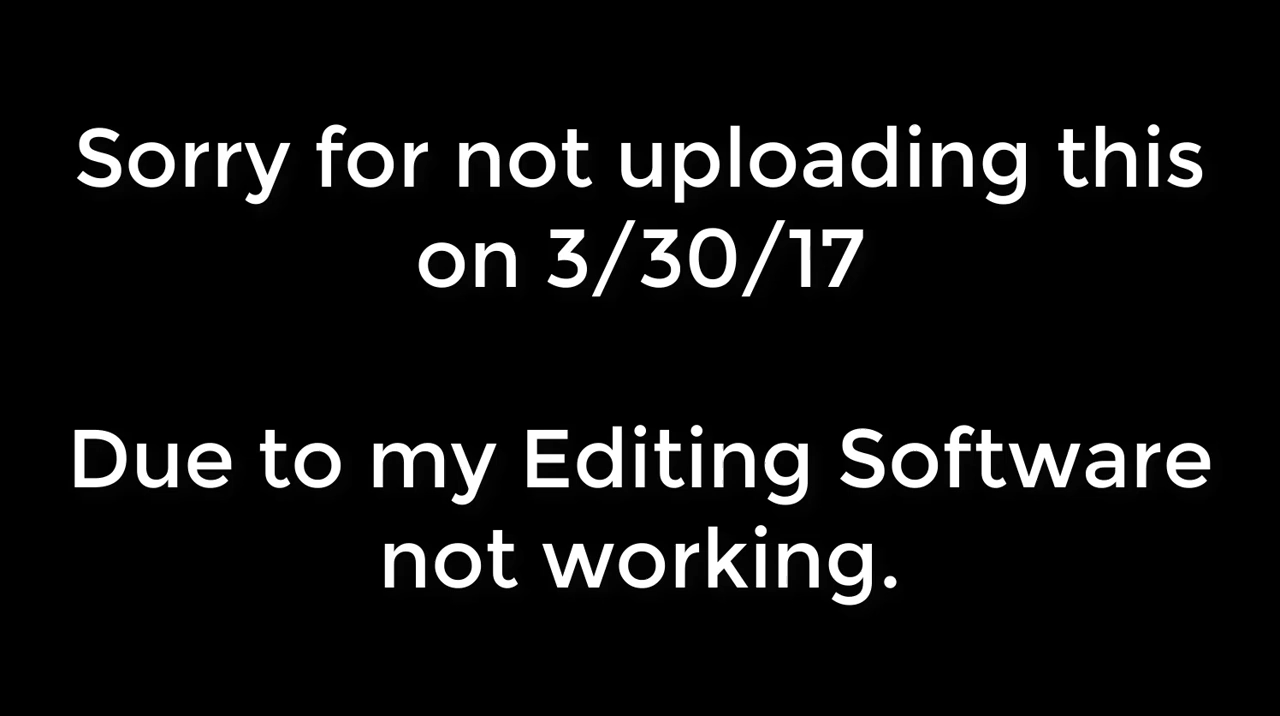 Sorry for not uploading this
on 3/30/17
Due to my Editing Software
not working.